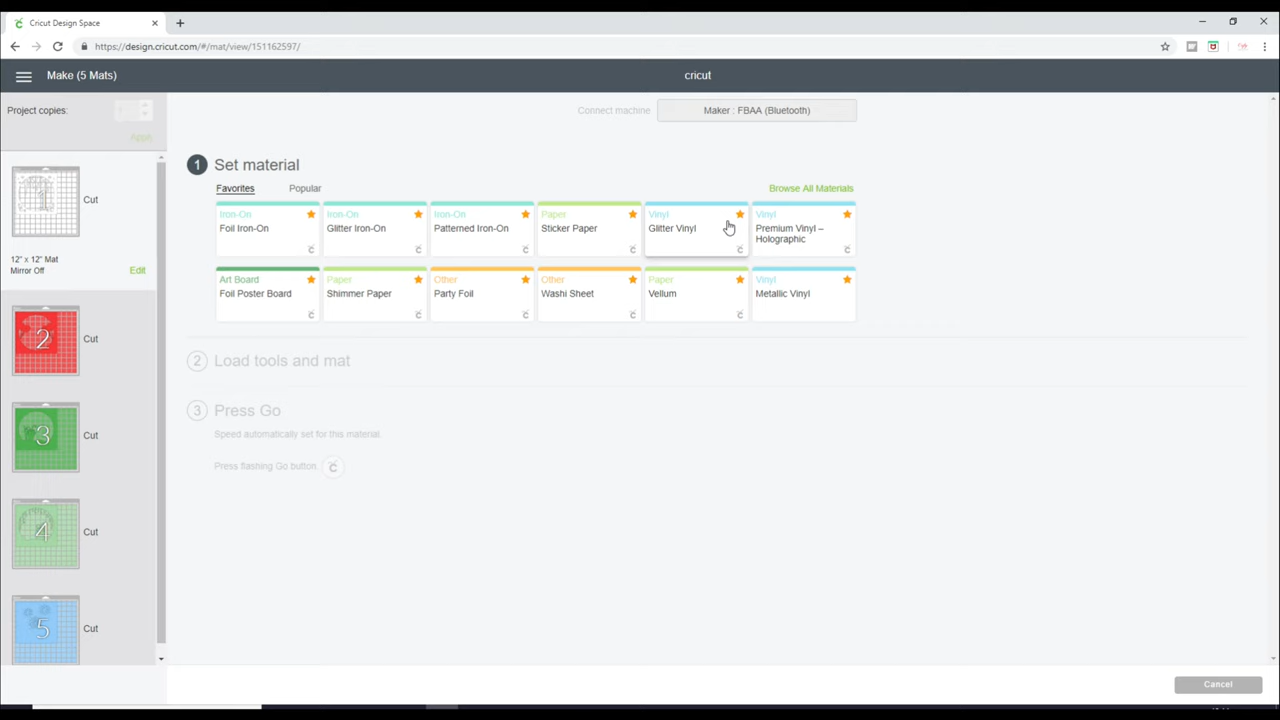 Cricut Design Space
https://design.cricut.com/#/mat/view/151162597/
Make (5 Mats)
cricut
Project copies:
1
Apply
Connect machine
Maker : FBAA (Bluetooth)
1 Set material
Favorites Popular Browse All Materials
Iron-On Iron-On Iron-On Paper Vinyl Vinyl
Foil Iron-On Glitter Iron-On Patterned Iron-On Sticker Paper Glitter Vinyl Premium Vinyl –
Holographic
Art Board Paper Other Other Paper Vinyl
Foil Poster Board Shimmer Paper Party Foil Washi Sheet Vellum Metallic Vinyl
2 Load tools and mat
3 Press Go
Speed automatically set for this material.
Press flashing Go button.
1 Cut
12" x 12" Mat
Mirror Off Edit
2 Cut
3 Cut
4 Cut
5 Cut
Cancel